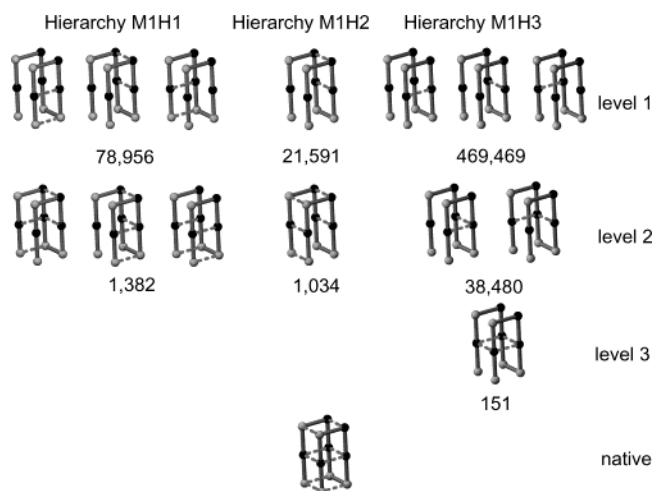 Hierarchy M1H1 Hierarchy M1H2 Hierarchy M1H3
level 1
78,956 21,591 469,469
level 2
1,382 1,034 38,480
level 3
151
native